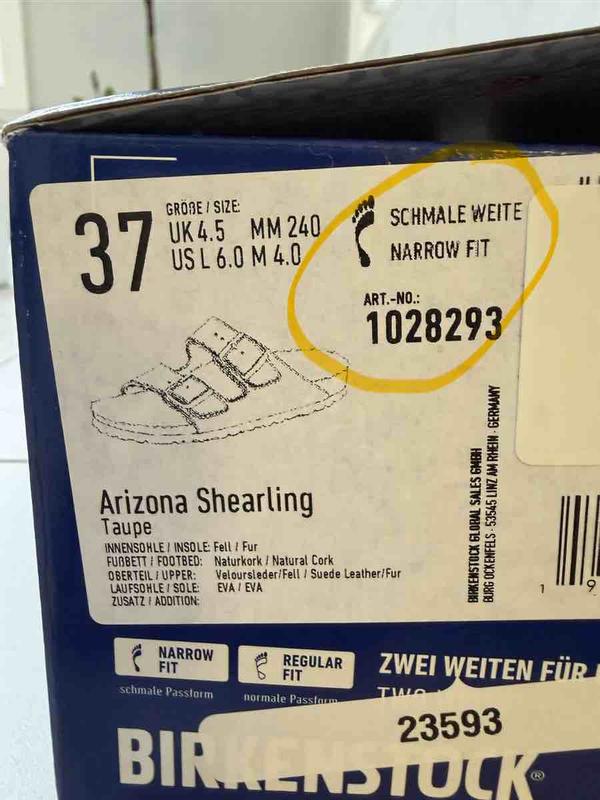 37
GRÖßE / SIZE:
UK 4.5 MM 240
US L 6.0 M 4.0
SCHMALE WEITE
NARROW FIT
ART.-NO.:
1028293
Arizona Shearling
Taupe
INNENSOHLE / INSOLE: Fell / Fur
FUßBETT / FOOTBED: Naturkork / Natural Cork
OBERTEIL / UPPER: Veloursleder/Fell / Suede Leather/Fur
LAUFSOHLE / SOLE: EVA / EVA
ZUSATZ / ADDITION:
BIRKENSTOCK GLOBAL SALES GMBH
BURG OCKENFELS · 53545 LINZ AM RHEIN · GERMANY
1 9
NARROW FIT
schmale Passform
REGULAR FIT
normale Passform
ZWEI WEITEN FÜR
TWO
23593
BIRKENSTOCK®